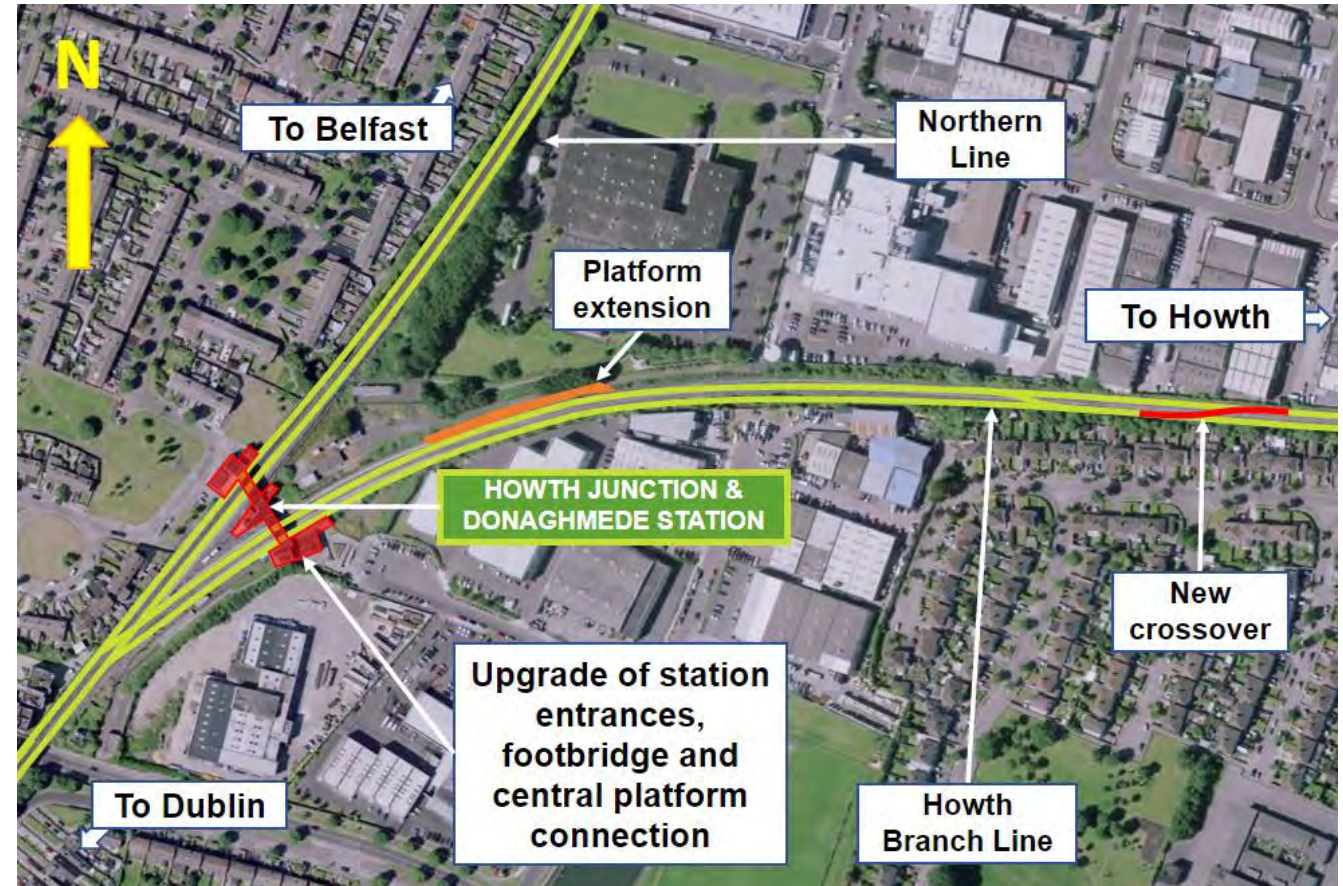 N
To Belfast
Northern
Line
Platform
extension
To Howth
HOWTH JUNCTION &
DONAGHMEDE STATION
New
crossover
Upgrade of station
entrances,
footbridge and
central platform
connection
To Dublin
Howth
Branch Line